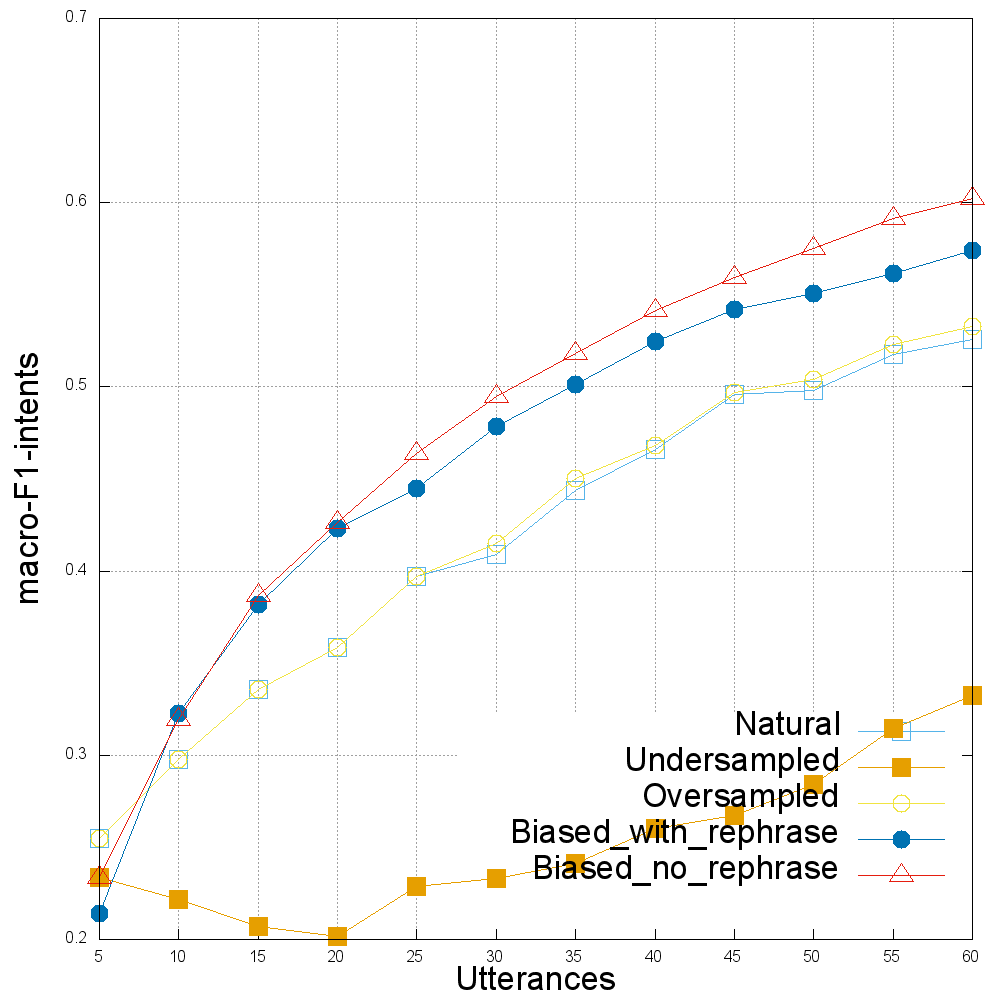 0.7
0.6
0.5
0.4
0.3
0.2
macro-F1-intents
Natural
Undersampled
Oversampled
Biased_with_rephrase
Biased_no_rephrase
5 10 15 20 25 30 35 40 45 50 55 60
Utterances